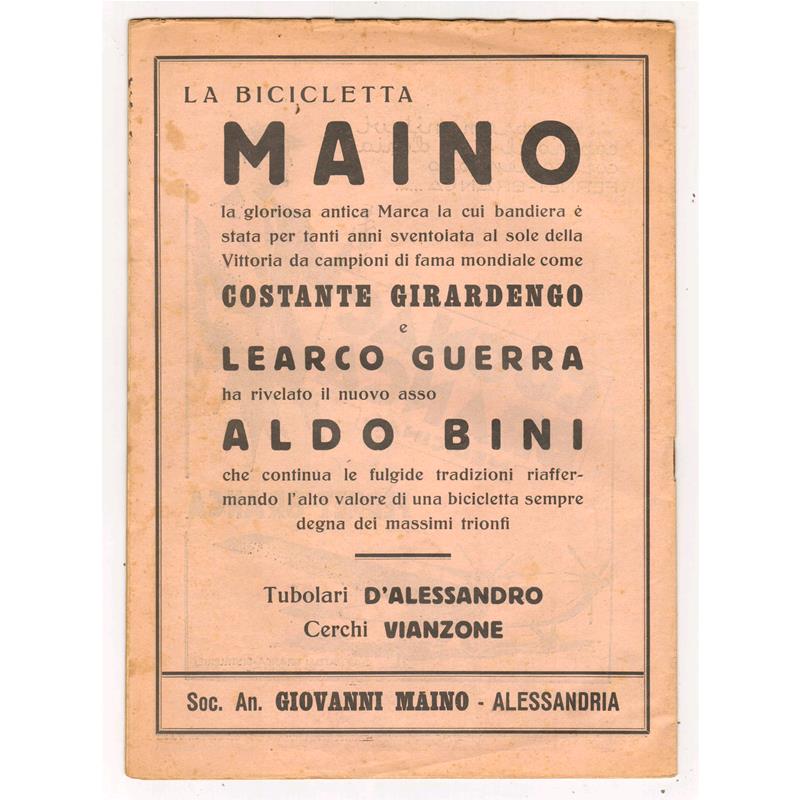 LA BICICLETTA
MAINO
la gloriosa antica Marca la cui bandiera è
stata per tanti anni sventolata al sole della
Vittoria da campioni di fama mondiale come
COSTANTE GIRARDENGO
e
LEARCO GUERRA
ha rivelato il nuovo asso
ALDO BINI
che continua le fulgide tradizioni riaffer-
mando l'alto valore di una bicicletta sempre
degna dei massimi trionfi
Tubolari D'ALESSANDRO
Cerchi VIANZONE
Soc. An. GIOVANNI MAINO - ALESSANDRIA